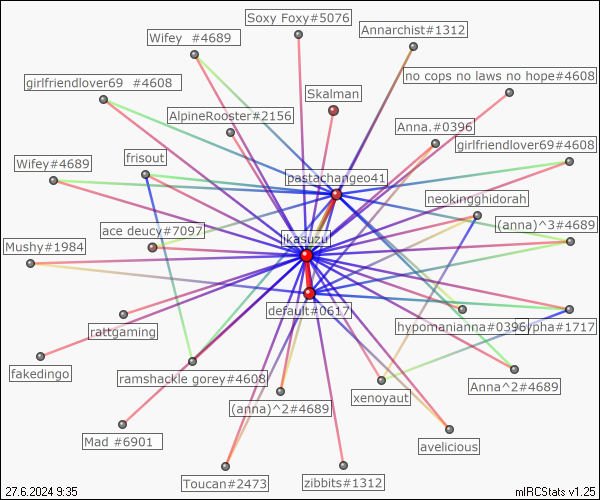 Soxy Foxy#5076
Annarchist#1312
Wifey #4689
no cops no laws no hope#4608
girlfriendlover69 #4608
Skalman
AlpineRooster#2156
Anna.#0396
girlfriendlover69#4608
frisout
Wifey#4689
pastachangeo41
neokingghidorah
(anna)^3#4689
ace deucy#7097
jkasuzu
Mushy#1984
default#0617
rattgaming
hypomanianna#0396
ypha#1717
fakedingo
ramshackle gorey#4608
Anna^2#4689
xenoyaut
(anna)^2#4689
Mad #6901
avelicious
Toucan#2473
zibbits#1312
27.6.2024 9:35
mIRCStats v1.25